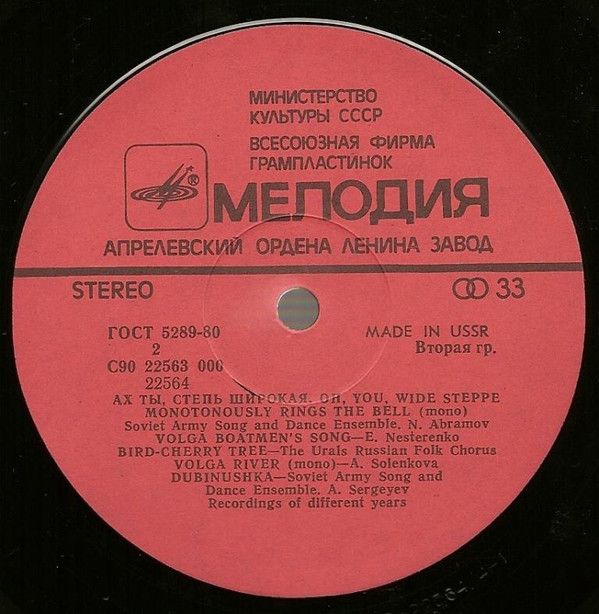 МИНИСТЕРСТВО
КУЛЬТУРЫ СССР
ВСЕСОЮЗНАЯ ФИРМА
ГРАМПЛАСТИНОК
МЕЛОДИЯ
АПРЕЛЕВСКИЙ ОРДЕНА ЛЕНИНА ЗАВОД
STEREO
33
ГОСТ 5289-80
MADE IN USSR
2
Вторая гр.
С90 22563 006
22564
АХ ТЫ, СТЕПЬ ШИРОКАЯ. OH, YOU, WIDE STEPPE
MONOTONOUSLY RINGS THE BELL (mono)
Soviet Army Song and Dance Ensemble. N. Abramov
VOLGA BOATMEN'S SONG—E. Nesterenko
BIRD-CHERRY TREE—The Urals Russian Folk Chorus
VOLGA RIVER (mono)—A. Solenkova
DUBINUSHKA—Soviet Army Song and
Dance Ensemble. A. Sergeyev
Recordings of different years